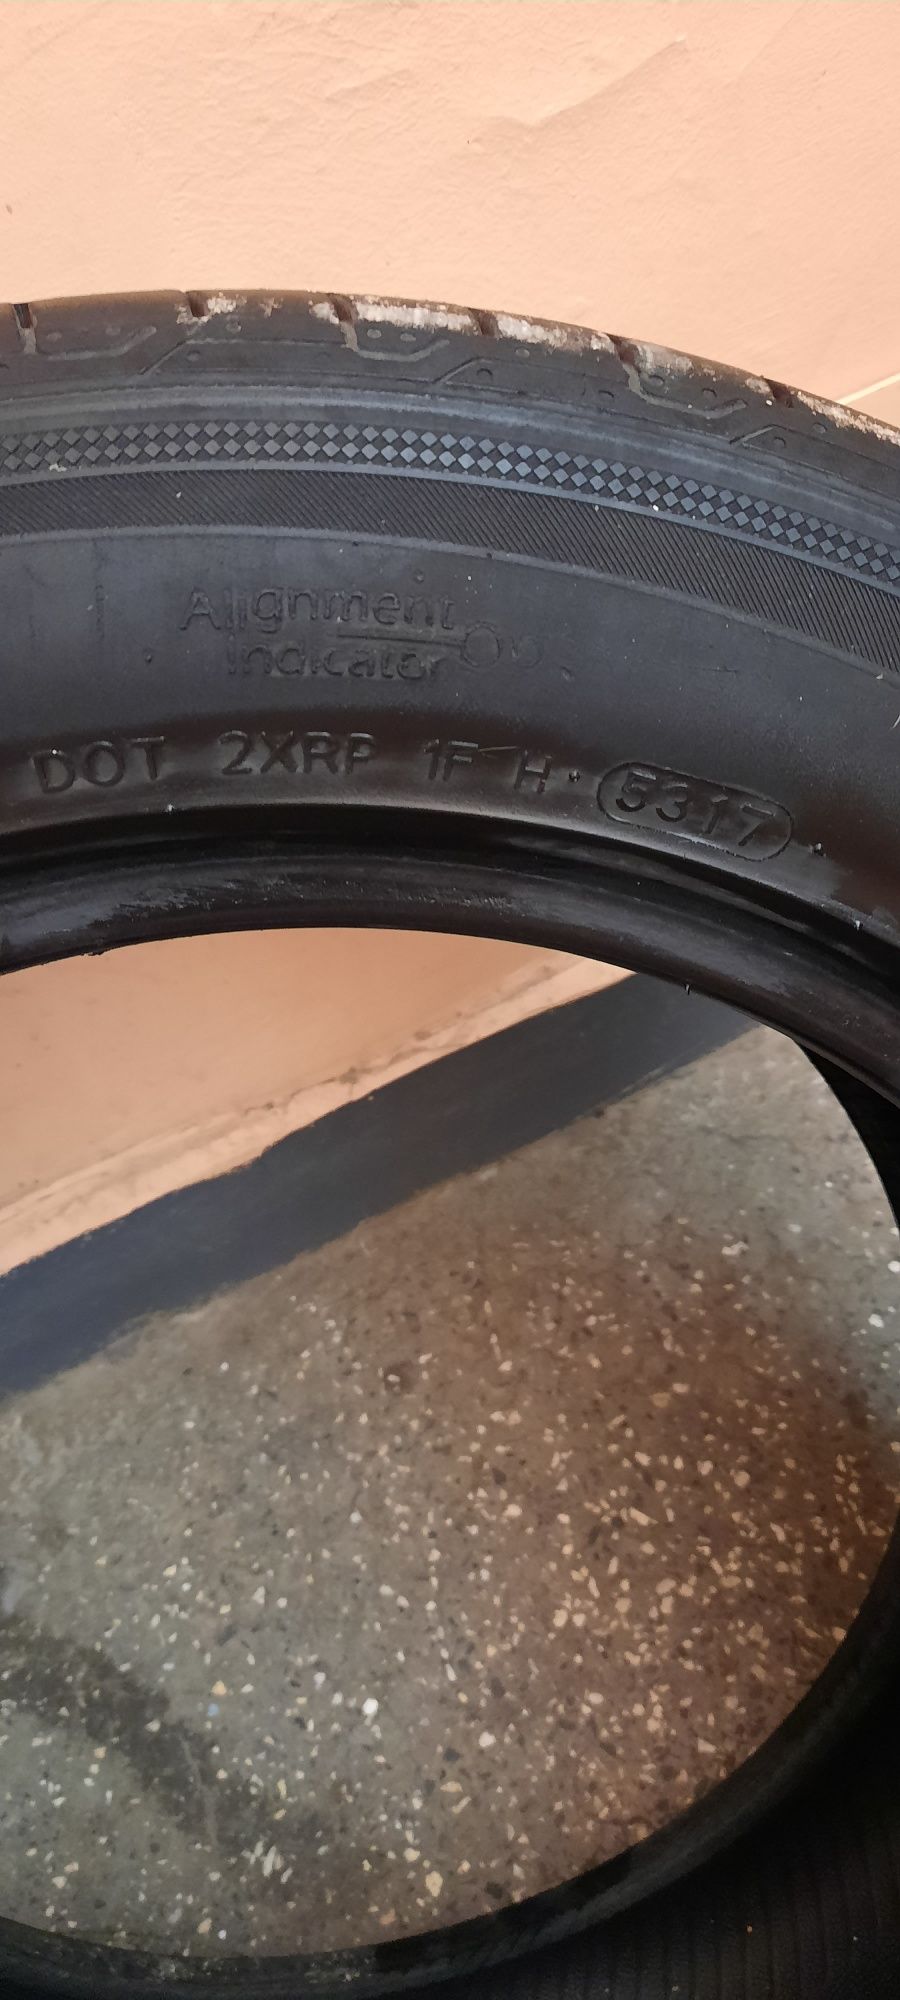 Alignment
Indicator
DOT 2XRP 1F H 5317